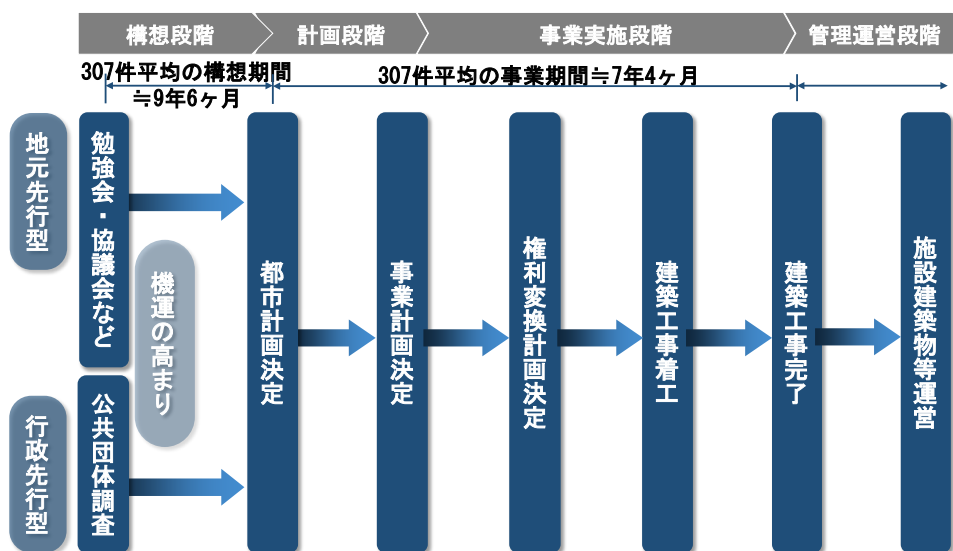 構想段階
計画段階
事業実施段階
管理運営段階
307件平均の構想期間
≒9年6ヶ月
307件平均の事業期間≒7年4ヶ月
地元先行型
勉強会・協議会など
機運の高まり
行政先行型
公共団体調査
都市計画決定
事業計画決定
権利変換計画決定
建築工事着工
建築工事完了
施設建築物等運営